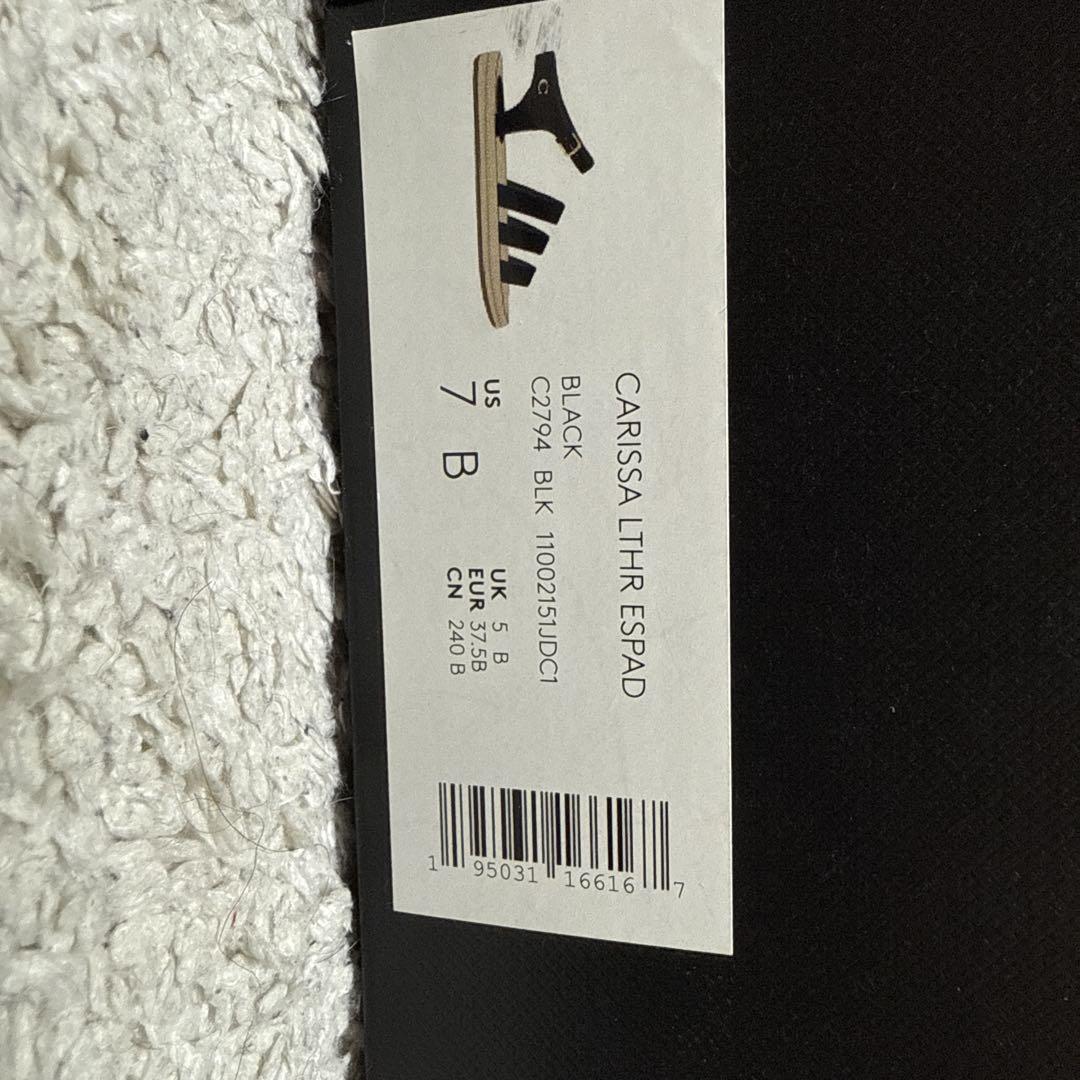 CARISSA LTHR ESPAD
BLACK
C2794 BLK 11002151JDC1
US
7 B
UK 5 B
EUR 37.5B
CN 240 B
1 95031 16616 7